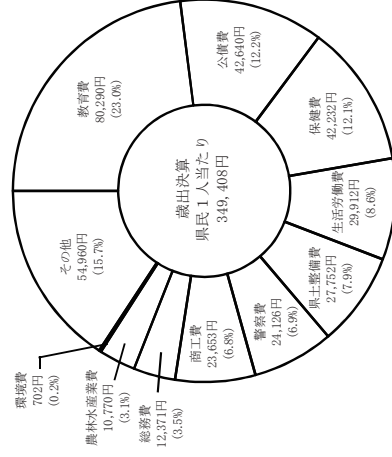 歳出決算
県民１人当たり
349,408円
教育費
80,290円
(23.0%)
公債費
42,640円
(12.2%)
保健費
42,232円
(12.1%)
生活労働費
29,912円
(8.6%)
県土整備費
27,752円
(7.9%)
警察費
24,126円
(6.9%)
商工費
23,653円
(6.8%)
総務費
12,371円
(3.5%)
農林水産業費
10,770円
(3.1%)
環境費
702円
(0.2%)
その他
54,960円
(15.7%)